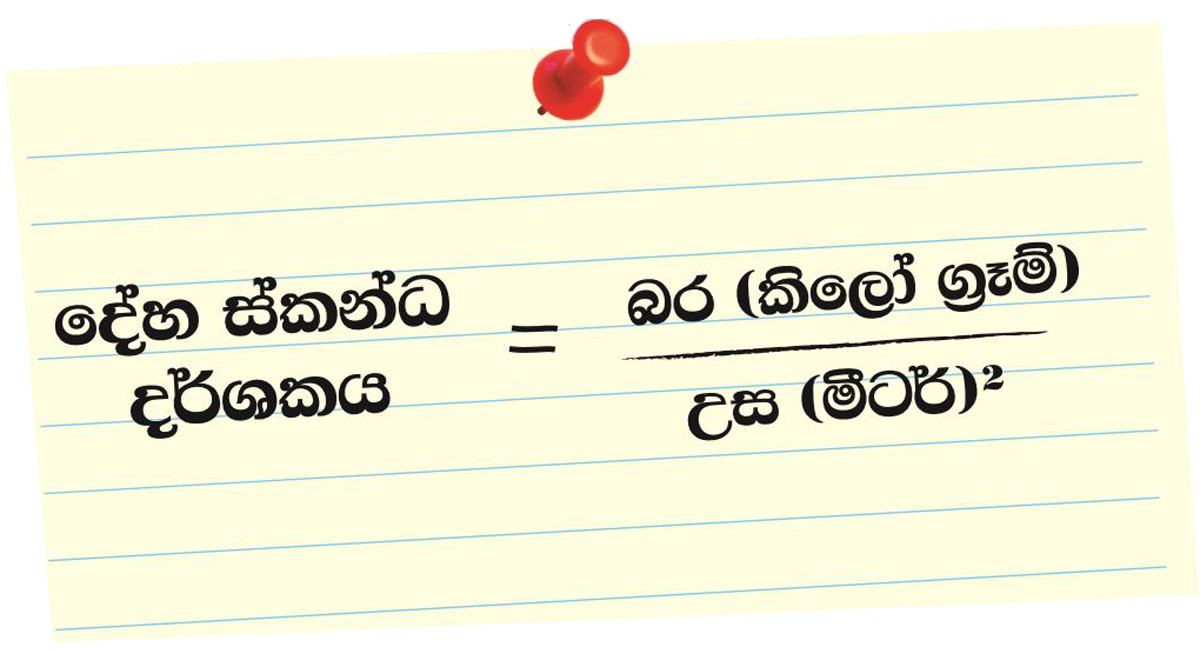 දේහ ස්කන්ධ
දර්ශකය
=
බර (කිලෝ ග්‍රෑම්)
උස (මීටර්)²